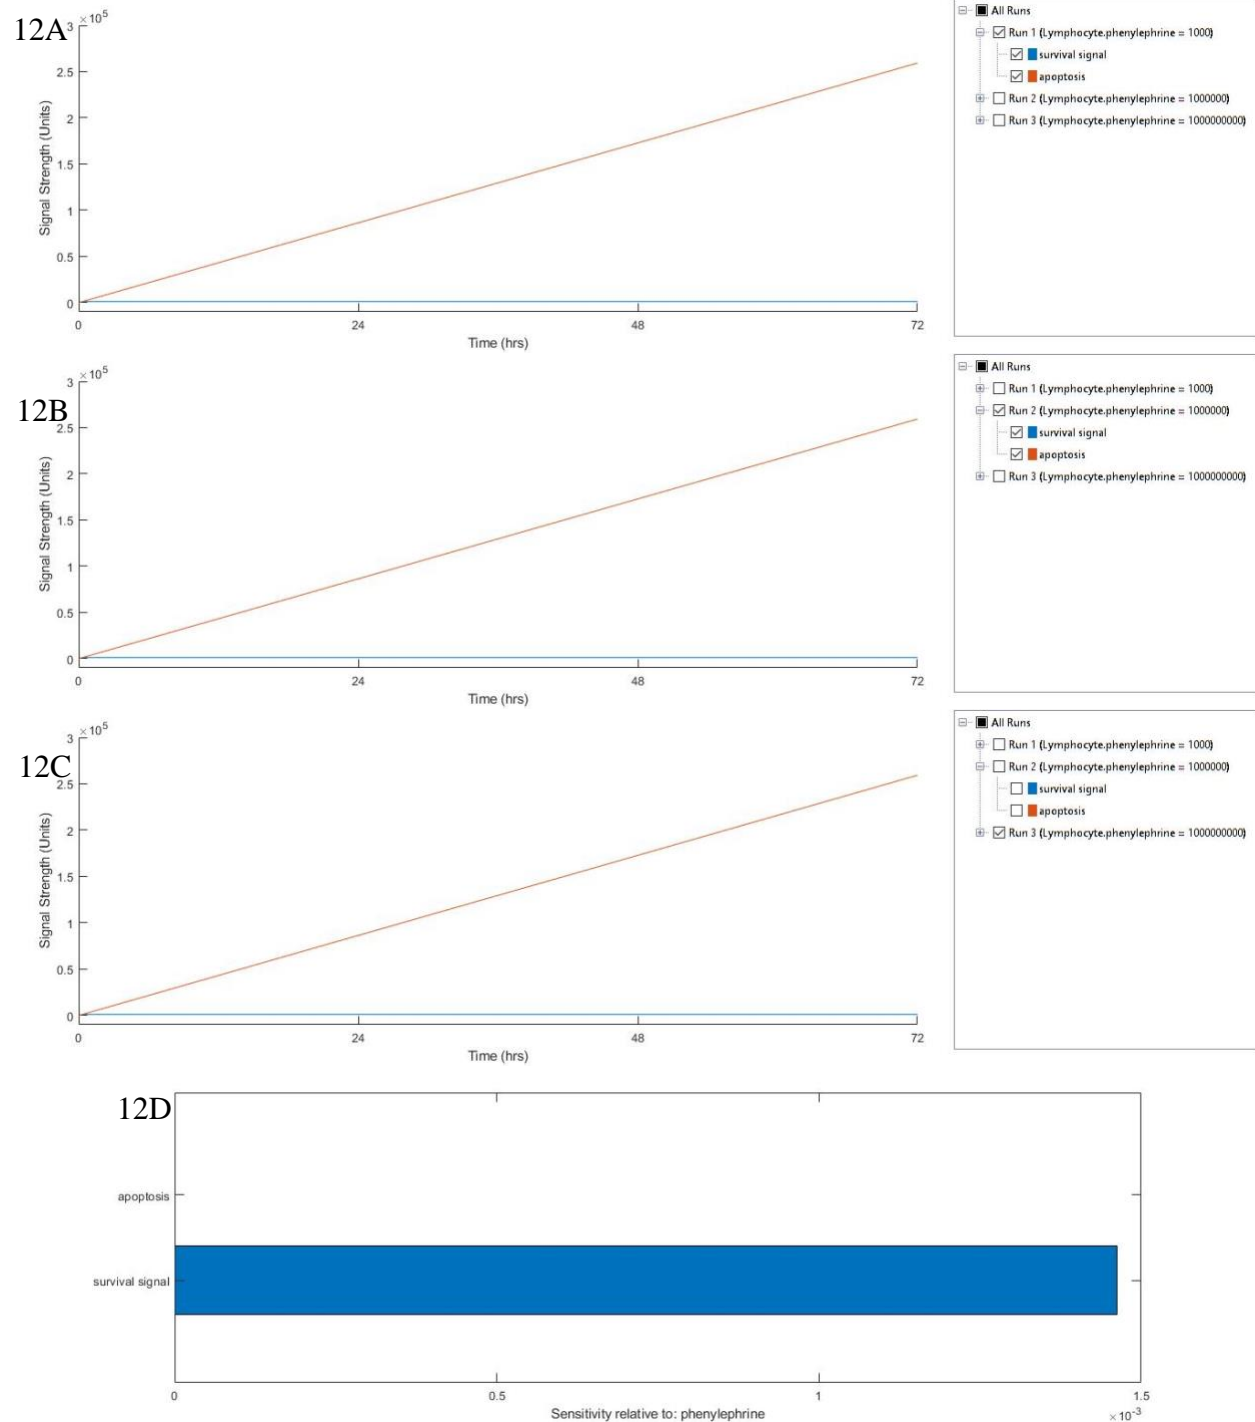 12A
×10⁵
3
2.5
2
1.5
1
0.5
0
Signal Strength (Units)
0 24 48 72
Time (hrs)
All Runs
Run 1 (Lymphocyte.phenylephrine = 1000)
survival signal
apoptosis
Run 2 (Lymphocyte.phenylephrine = 1000000)
Run 3 (Lymphocyte.phenylephrine = 1000000000)
12B
×10⁵
3
2.5
2
1.5
1
0.5
0
Signal Strength (Units)
0 24 48 72
Time (hrs)
All Runs
Run 1 (Lymphocyte.phenylephrine = 1000)
Run 2 (Lymphocyte.phenylephrine = 1000000)
survival signal
apoptosis
Run 3 (Lymphocyte.phenylephrine = 1000000000)
12C
×10⁵
3
2.5
2
1.5
1
0.5
0
Signal Strength (Units)
0 24 48 72
Time (hrs)
All Runs
Run 1 (Lymphocyte.phenylephrine = 1000)
Run 2 (Lymphocyte.phenylephrine = 1000000)
survival signal
apoptosis
Run 3 (Lymphocyte.phenylephrine = 1000000000)
12D
apoptosis
survival signal
0 0.5 1 1.5
Sensitivity relative to: phenylephrine
×10⁻³